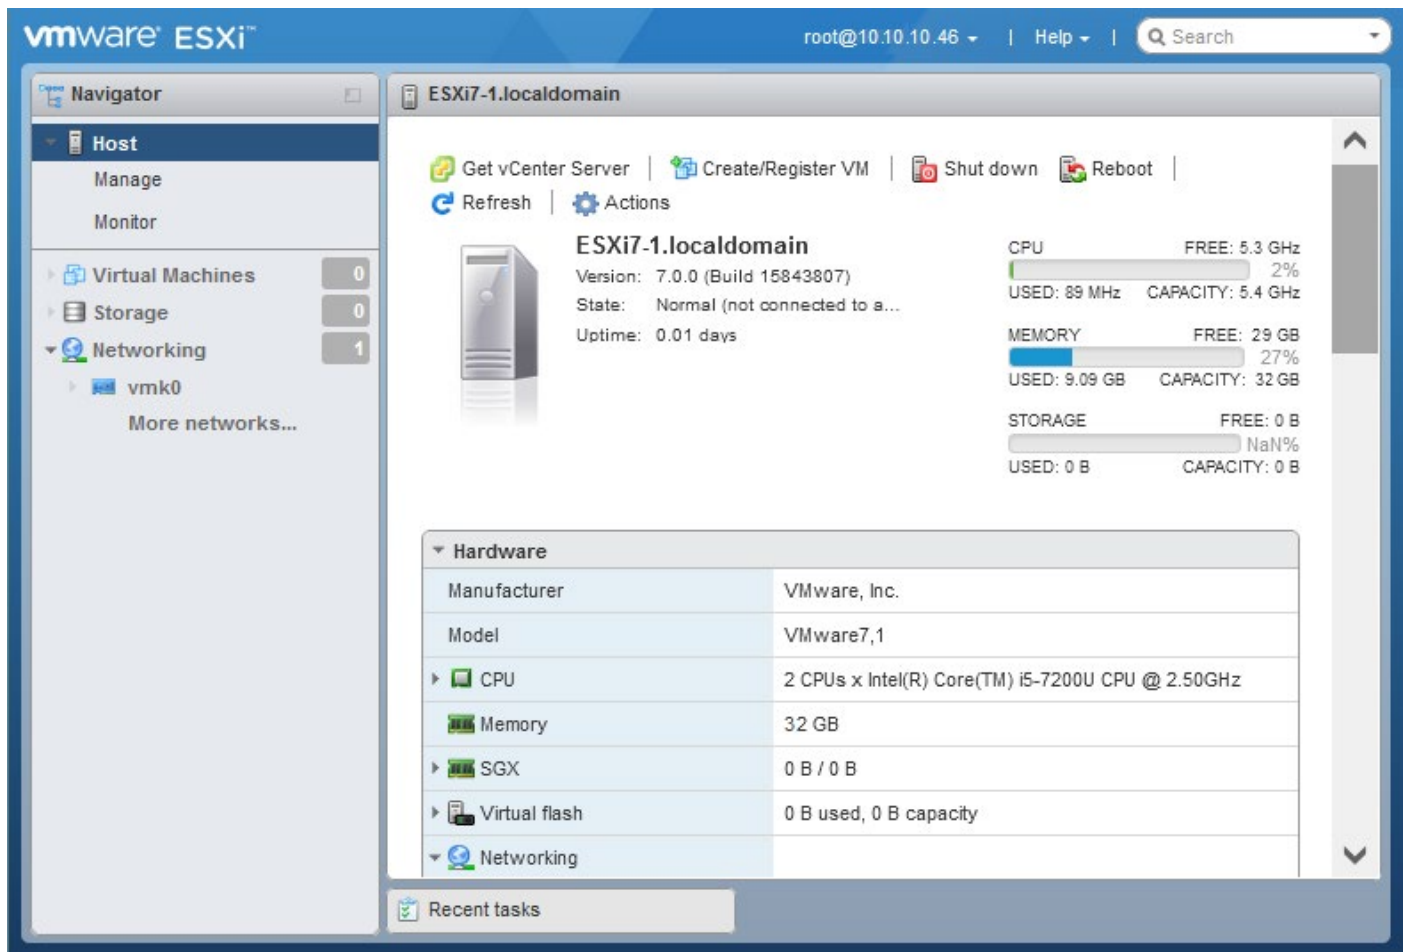 vmware ESXi™
root@10.10.10.46 | Help | Search
Navigator
Host
Manage
Monitor
Virtual Machines 0
Storage 0
Networking 1
vmk0
More networks...
ESXi7-1.localdomain
Get vCenter Server | Create/Register VM | Shut down Reboot |
Refresh | Actions
ESXi7-1.localdomain
Version: 7.0.0 (Build 15843807)
State: Normal (not connected to a...
Uptime: 0.01 days
CPU FREE: 5.3 GHz
2%
USED: 89 MHz CAPACITY: 5.4 GHz
MEMORY FREE: 29 GB
27%
USED: 9.09 GB CAPACITY: 32 GB
STORAGE FREE: 0 B
NaN%
USED: 0 B CAPACITY: 0 B
Hardware
Manufacturer VMware, Inc.
Model VMware7,1
CPU 2 CPUs x Intel(R) Core(TM) i5-7200U CPU @ 2.50GHz
Memory 32 GB
SGX 0 B / 0 B
Virtual flash 0 B used, 0 B capacity
Networking
Recent tasks